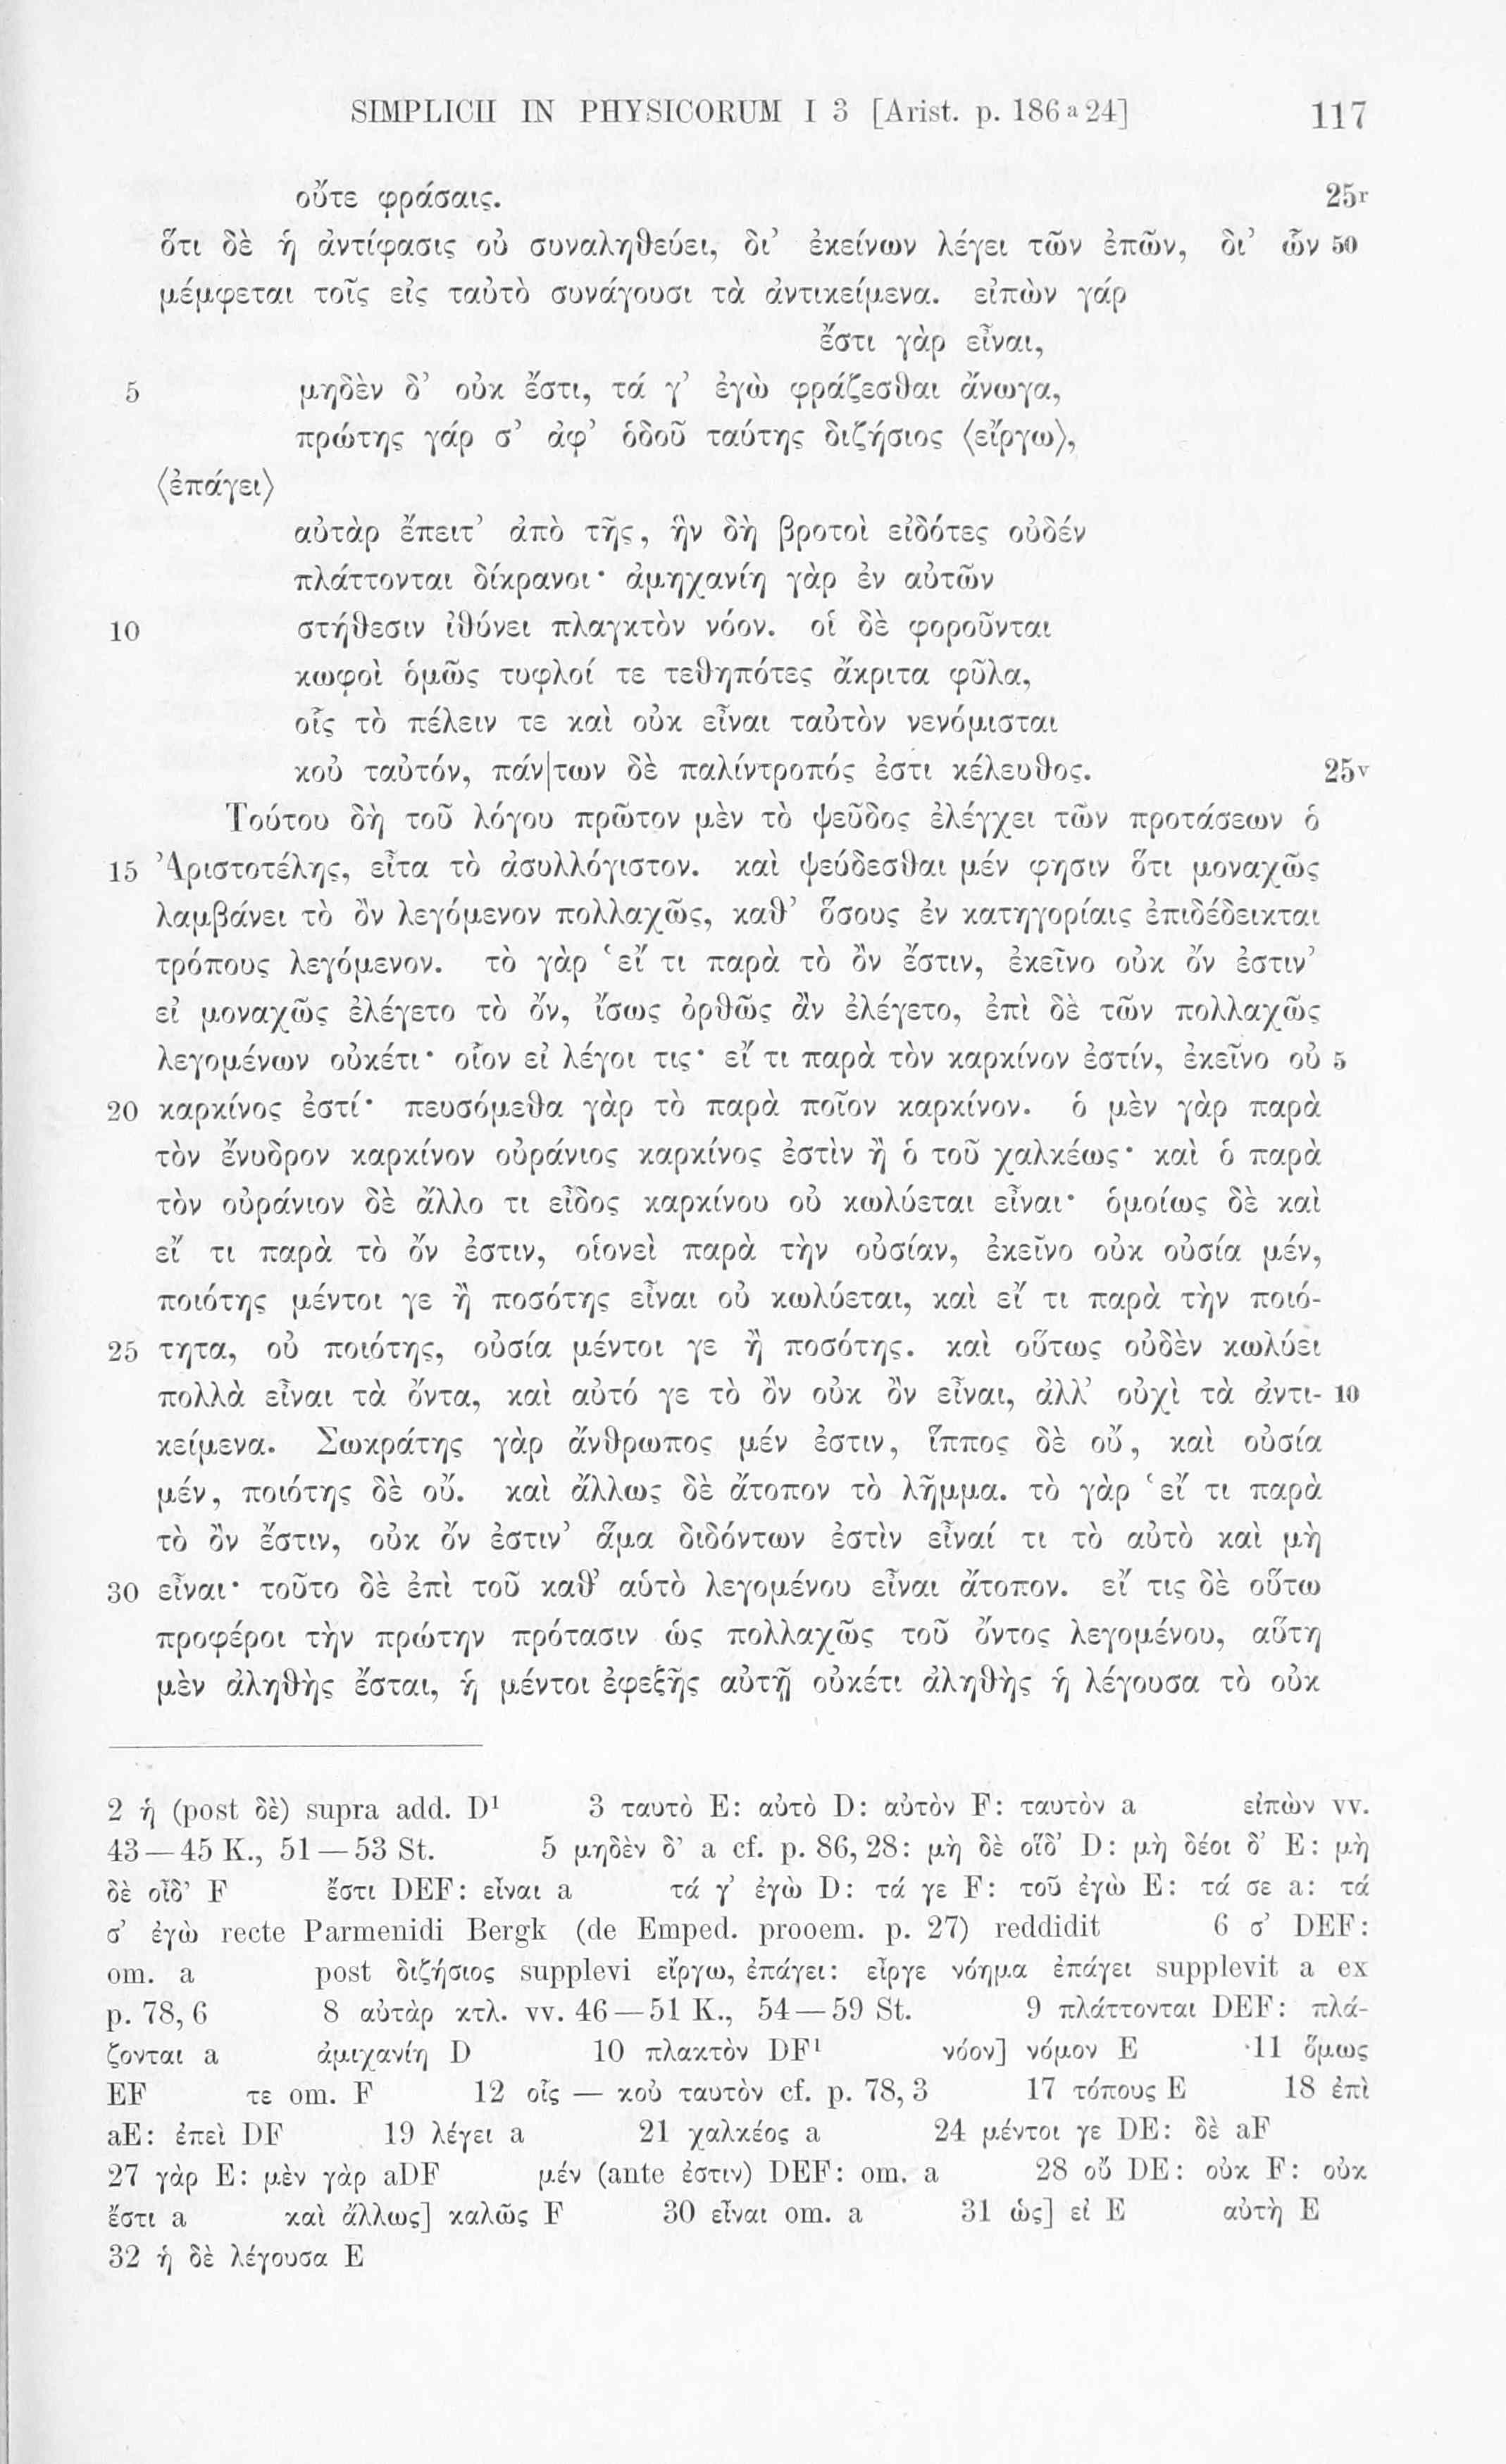 SIMPLICII IN PHYSICORUM I 3 [Arist. p. 186 a 24] 117
οὔτε φράσαις. 25r
ὅτι δὲ ἡ ἀντίφασις οὐ συναληθεύει, δι’ ἐκείνων λέγει τῶν ἐπῶν, δι’ ὧν 50
μέμφεται τοῖς εἰς ταὐτὸ συνάγουσι τὰ ἀντικείμενα. εἰπὼν γάρ
ἔστι γὰρ εἶναι,
5 μηδὲν δ’ οὐκ ἔστι, τά γ’ ἐγὼ φράζεσθαι ἄνωγα,
πρώτης γάρ σ’ ἀφ’ ὁδοῦ ταύτης διζήσιος ⟨εἴργω⟩,
⟨ἐπάγει⟩
αὐτὰρ ἔπειτ’ ἀπὸ τῆς, ἣν δὴ βροτοὶ εἰδότες οὐδέν
πλάττονται δίκρανοι· ἀμηχανίη γὰρ ἐν αὐτῶν
10 στήθεσιν ἰθύνει πλαγκτὸν νόον. οἱ δὲ φοροῦνται
κωφοὶ ὁμῶς τυφλοί τε τεθηπότες ἄκριτα φῦλα,
οἷς τὸ πέλειν τε καὶ οὐκ εἶναι ταὐτὸν νενόμισται
κοὐ ταὐτόν, πάν|των δὲ παλίντροπός ἐστι κέλευθος. 25v
Τούτου δὴ τοῦ λόγου πρῶτον μὲν τὸ ψεῦδος ἐλέγχει τῶν προτάσεων ὁ
15 Ἀριστοτέλης, εἶτα τὸ ἀσυλλόγιστον. καὶ ψεύδεσθαι μέν φησιν ὅτι μοναχῶς
λαμβάνει τὸ ὂν λεγόμενον πολλαχῶς, καθ’ ὅσους ἐν κατηγορίαις ἐπιδέδεικται
τρόπους λεγόμενον. τὸ γὰρ ‘εἴ τι παρὰ τὸ ὂν ἔστιν, ἐκεῖνο οὐκ ὄν ἐστιν’
εἰ μοναχῶς ἐλέγετο τὸ ὄν, ἴσως ὀρθῶς ἂν ἐλέγετο, ἐπὶ δὲ τῶν πολλαχῶς
λεγομένων οὐκέτι· οἷον εἰ λέγοι τις· εἴ τι παρὰ τὸν καρκίνον ἐστίν, ἐκεῖνο οὐ 5
20 καρκίνος ἐστί· πευσόμεθα γὰρ τὸ παρὰ ποῖον καρκίνον. ὁ μὲν γὰρ παρὰ
τὸν ἔνυδρον καρκίνον οὐράνιος καρκίνος ἐστὶν ἢ ὁ τοῦ χαλκέως· καὶ ὁ παρὰ
τὸν οὐράνιον δὲ ἄλλο τι εἶδος καρκίνου οὐ κωλύεται εἶναι· ὁμοίως δὲ καὶ
εἴ τι παρὰ τὸ ὄν ἐστιν, οἱονεὶ παρὰ τὴν οὐσίαν, ἐκεῖνο οὐκ οὐσία μέν,
ποιότης μέντοι γε ἢ ποσότης εἶναι οὐ κωλύεται, καὶ εἴ τι παρὰ τὴν ποιό-
25 τητα, οὐ ποιότης, οὐσία μέντοι γε ἢ ποσότης. καὶ οὕτως οὐδὲν κωλύει
πολλὰ εἶναι τὰ ὄντα, καὶ αὐτό γε τὸ ὂν οὐκ ὂν εἶναι, ἀλλ’ οὐχὶ τὰ ἀντι- 10
κείμενα. Σωκράτης γὰρ ἄνθρωπος μέν ἐστιν, ἵππος δὲ οὔ, καὶ οὐσία
μέν, ποιότης δὲ οὔ. καὶ ἄλλως δὲ ἄτοπον τὸ λῆμμα. τὸ γὰρ ‘εἴ τι παρὰ
τὸ ὂν ἔστιν, οὐκ ὄν ἐστιν’ ἅμα διδόντων ἐστὶν εἶναί τι τὸ αὐτὸ καὶ μὴ
30 εἶναι· τοῦτο δὲ ἐπὶ τοῦ καθ’ αὑτὸ λεγομένου εἶναι ἄτοπον. εἴ τις δὲ οὕτω
προφέροι τὴν πρώτην πρότασιν ὡς πολλαχῶς τοῦ ὄντος λεγομένου, αὕτη
μὲν ἀληθὴς ἔσται, ἡ μέντοι ἐφεξῆς αὐτῇ οὐκέτι ἀληθὴς ἡ λέγουσα τὸ οὐκ
2 ἡ (post δὲ) supra add. D¹ 3 ταυτὸ E: αὐτὸ D: αὐτὸν F: ταυτὸν a εἰπὼν vv.
43—45 K., 51—53 St. 5 μηδὲν δ’ a cf. p. 86, 28: μὴ δὲ οἵδ’ D: μὴ δέοι δ’ E: μὴ
δὲ οἶδ’ F ἔστι DEF: εἶναι a τά γ’ ἐγὼ D: τά γε F: τοῦ ἐγὼ E: τά σε a: τά
σ’ ἐγὼ recte Parmenidi Bergk (de Emped. prooem. p. 27) reddidit 6 σ’ DEF:
om. a post διζήσιος supplevi εἴργω, ἐπάγει: εἶργε νόημα ἐπάγει supplevit a ex
p. 78, 6 8 αὐτὰρ κτλ. vv. 46—51 K., 54—59 St. 9 πλάττονται DEF: πλά-
ζονται a ἀμιχανίη D 10 πλακτὸν DF¹ νόον] νόμον E 11 ὅμως
EF τε om. F 12 οἷς — κοὐ ταυτὸν cf. p. 78, 3 17 τόπους E 18 ἐπὶ
aE: ἐπεὶ DF 19 λέγει a 21 χαλκέος a 24 μέντοι γε DE: δὲ aF
27 γὰρ E: μὲν γὰρ aDF μέν (ante ἐστιν) DEF: om. a 28 οὔ DE: οὐκ F: οὐκ
ἔστι a καὶ ἄλλως] καλῶς F 30 εἶναι om. a 31 ὡς] εἰ E αὐτὴ E
32 ἡ δὲ λέγουσα E